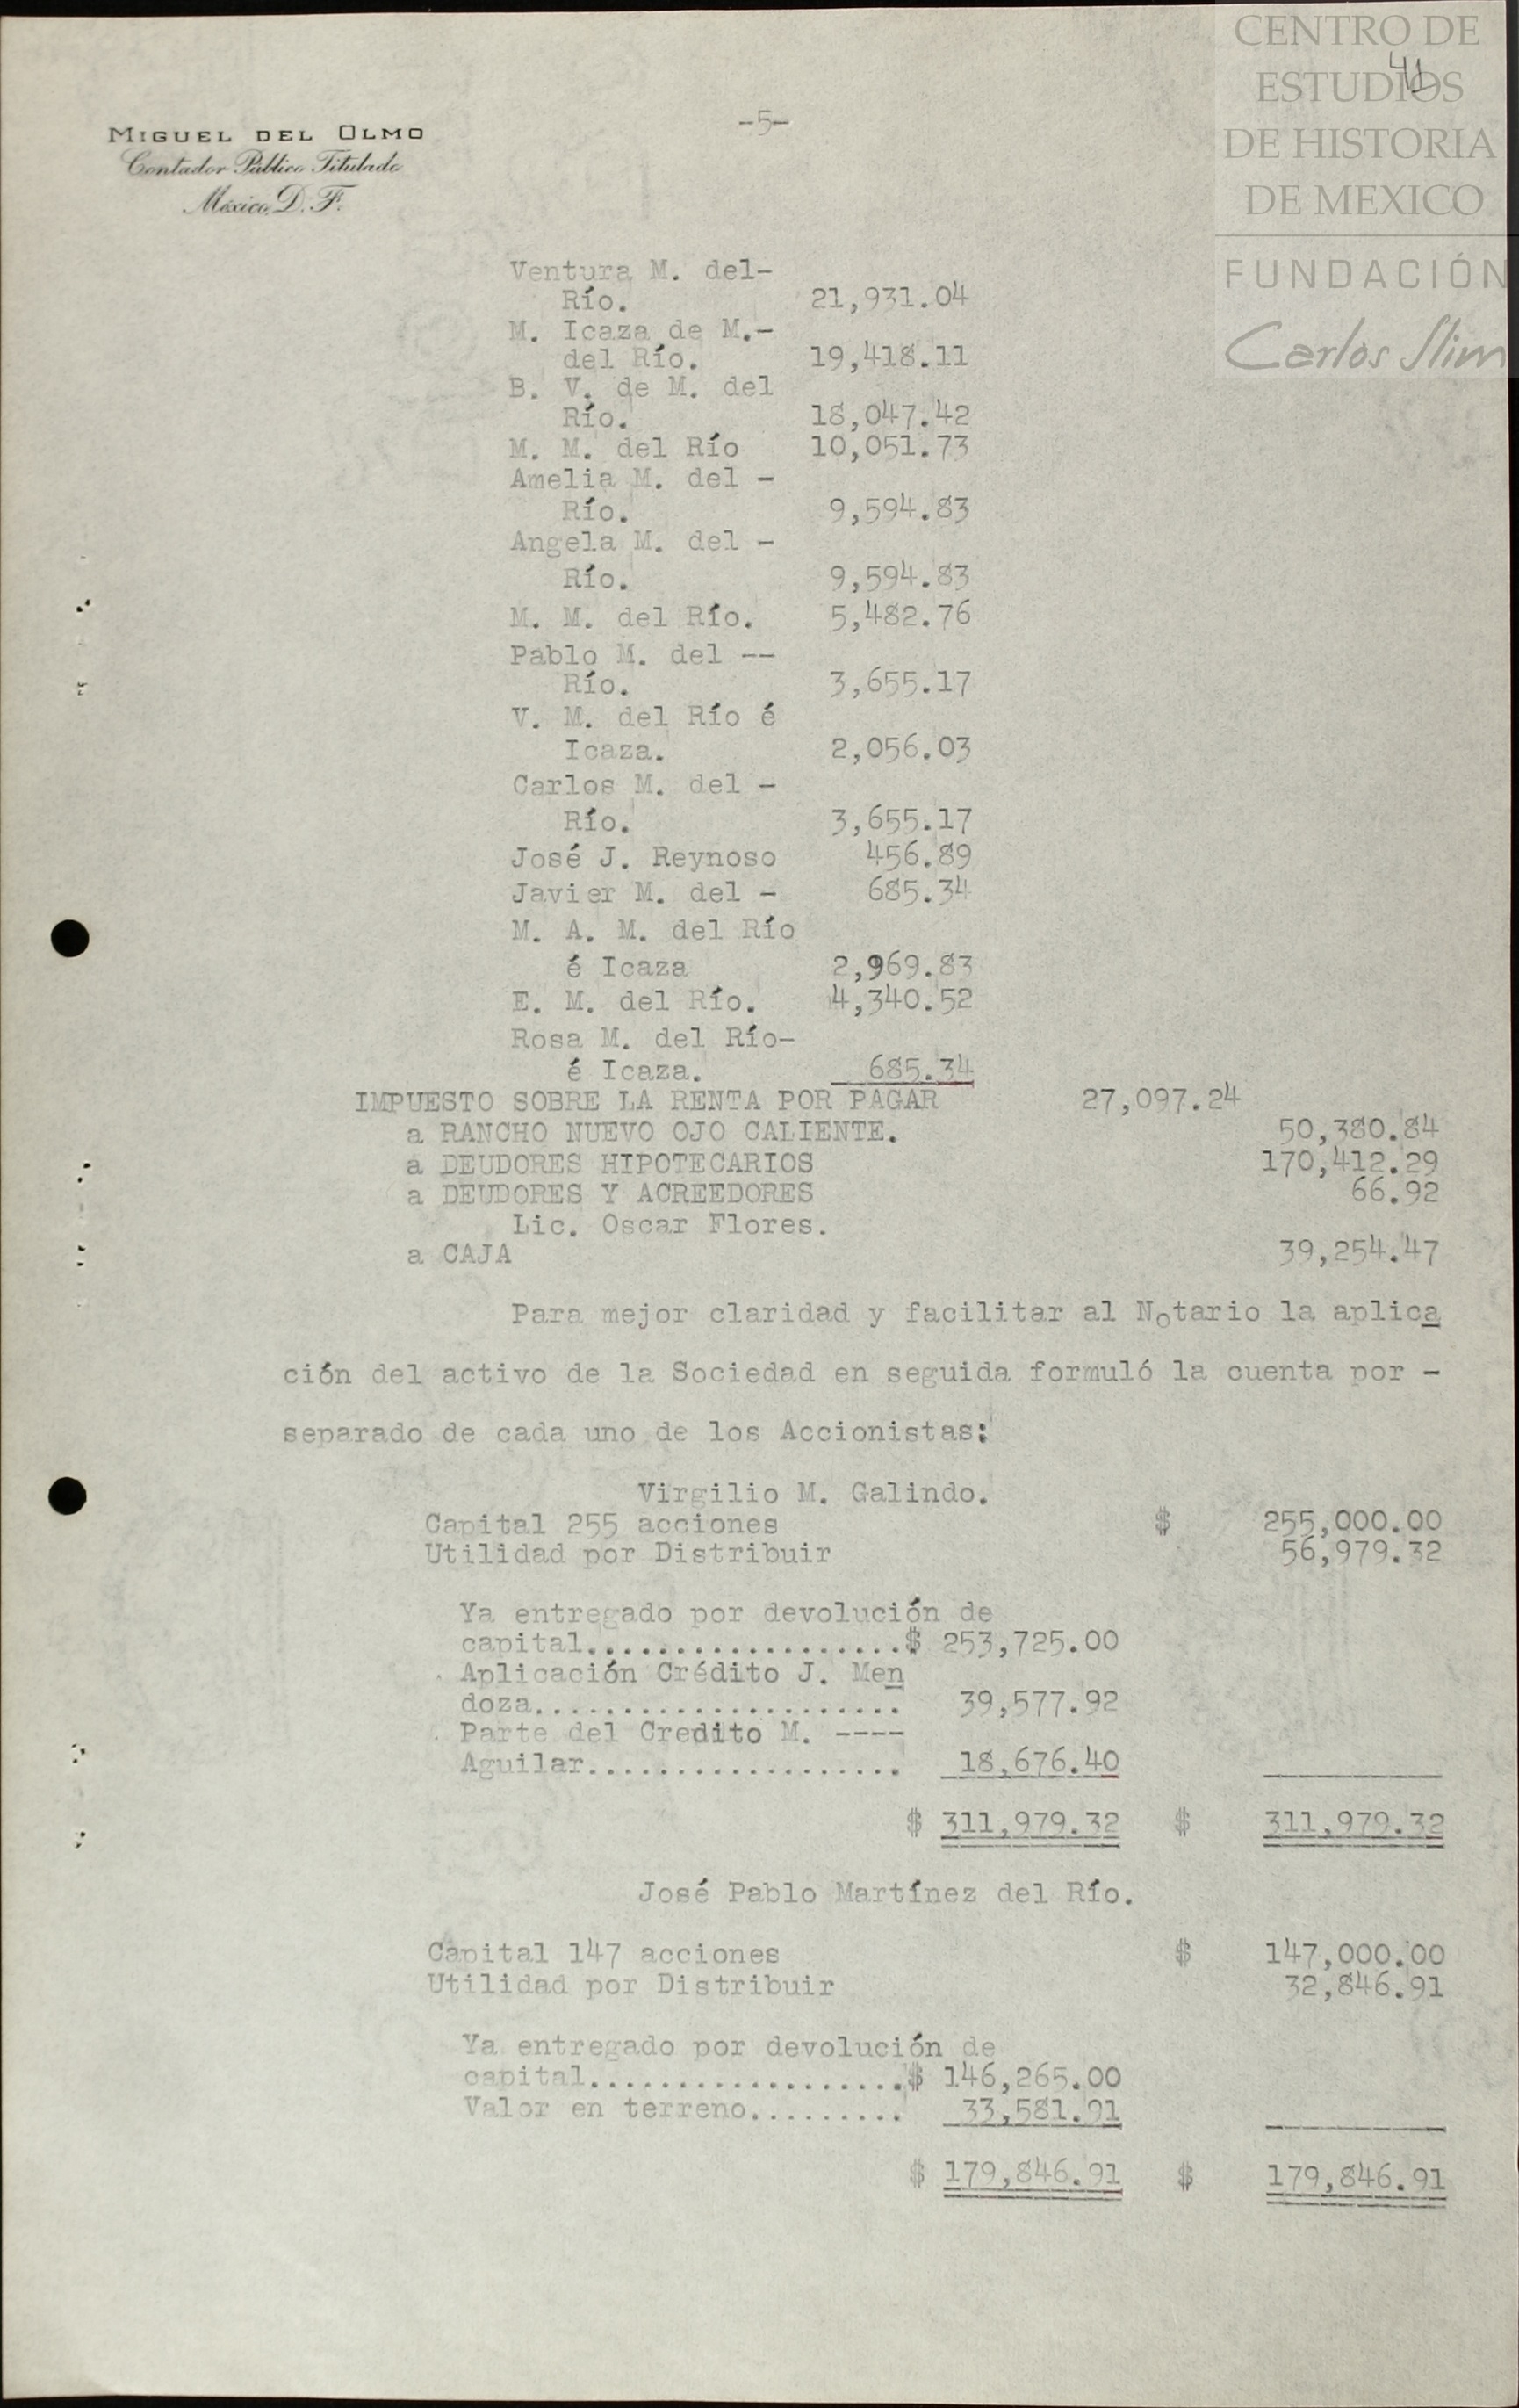 CENTRO DE
ESTUDIOS
DE HISTORIA
DE MEXICO
FUNDACIÓN
Carlos Slim
41
-5-
MIGUEL DEL OLMO
Contador Público Titulado
México, D. F.
Ventura M. del-
Río. 21,931.04
M. Icaza de M.-
del Río. 19,418.11
B. V. de M. del
Río. 18,047.42
M. M. del Río 10,051.73
Amelia M. del -
Río. 9,594.83
Angela M. del -
Río. 9,594.83
M. M. del Río. 5,482.76
Pablo M. del --
Río. 3,655.17
V. M. del Río é
Icaza. 2,056.03
Carlos M. del -
Río. 3,655.17
José J. Reynoso 456.89
Javier M. del - 685.34
M. A. M. del Río
é Icaza 2,969.83
E. M. del Río. 4,340.52
Rosa M. del Río-
é Icaza. 685.34
IMPUESTO SOBRE LA RENTA POR PAGAR 27,097.24
a RANCHO NUEVO OJO CALIENTE. 50,380.84
a DEUDORES HIPOTECARIOS 170,412.29
a DEUDORES Y ACREEDORES 66.92
Lic. Oscar Flores.
a CAJA 39,254.47
Para mejor claridad y facilitar al Notario la aplica
ción del activo de la Sociedad en seguida formuló la cuenta por -
separado de cada uno de los Accionistas:
Virgilio M. Galindo.
Capital 255 acciones $ 255,000.00
Utilidad por Distribuir 56,979.32
Ya entregado por devolución de
capital..................$ 253,725.00
Aplicación Crédito J. Men
doza..................... 39,577.92
Parte del Credito M. ----
Aguilar.................. 18,676.40
$ 311,979.32 $ 311,979.32
José Pablo Martínez del Río.
Capital 147 acciones $ 147,000.00
Utilidad por Distribuir 32,846.91
Ya entregado por devolución de
capital..................$ 146,265.00
Valor en terreno......... 33,581.91
$ 179,846.91 $ 179,846.91